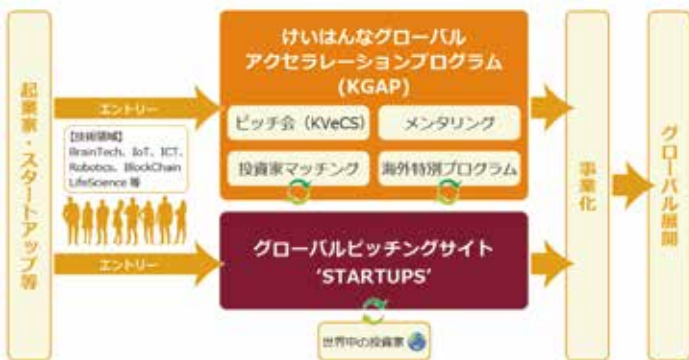 起業家・スタートアップ等
エントリー
【技術領域】
BrainTech、IoT、ICT、
Robotics、BlockChain
LifeScience 等
エントリー
けいはんなグローバル
アクセラレーションプログラム
(KGAP)
ピッチ会（KVeCS）
メンタリング
投資家マッチング
海外特別プログラム
グローバルピッチングサイト
‘STARTUPS’
世界中の投資家
事業化
グローバル展開